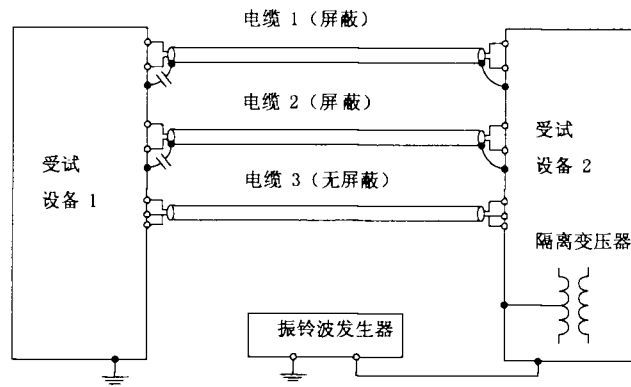 电缆 1（屏蔽）
电缆 2（屏蔽）
受试
设备 1
受试
设备 2
电缆 3（无屏蔽）
隔离变压器
振铃波发生器